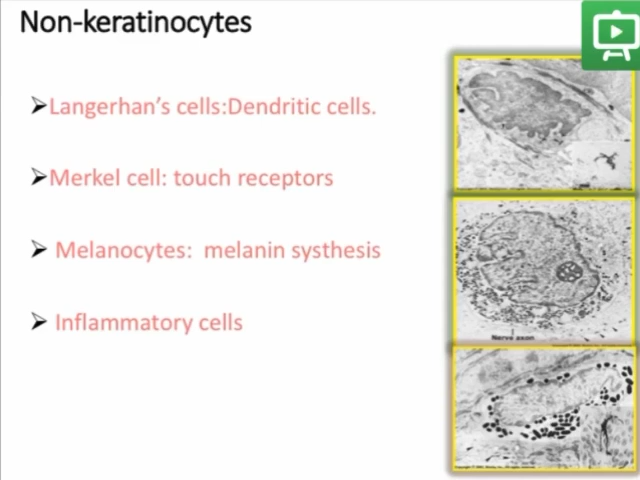 Non-keratinocytes
➢Langerhan's cells:Dendritic cells.
➢Merkel cell: touch receptors
➢ Melanocytes:  melanin systhesis
➢ Inflammatory cells
Nerve axon